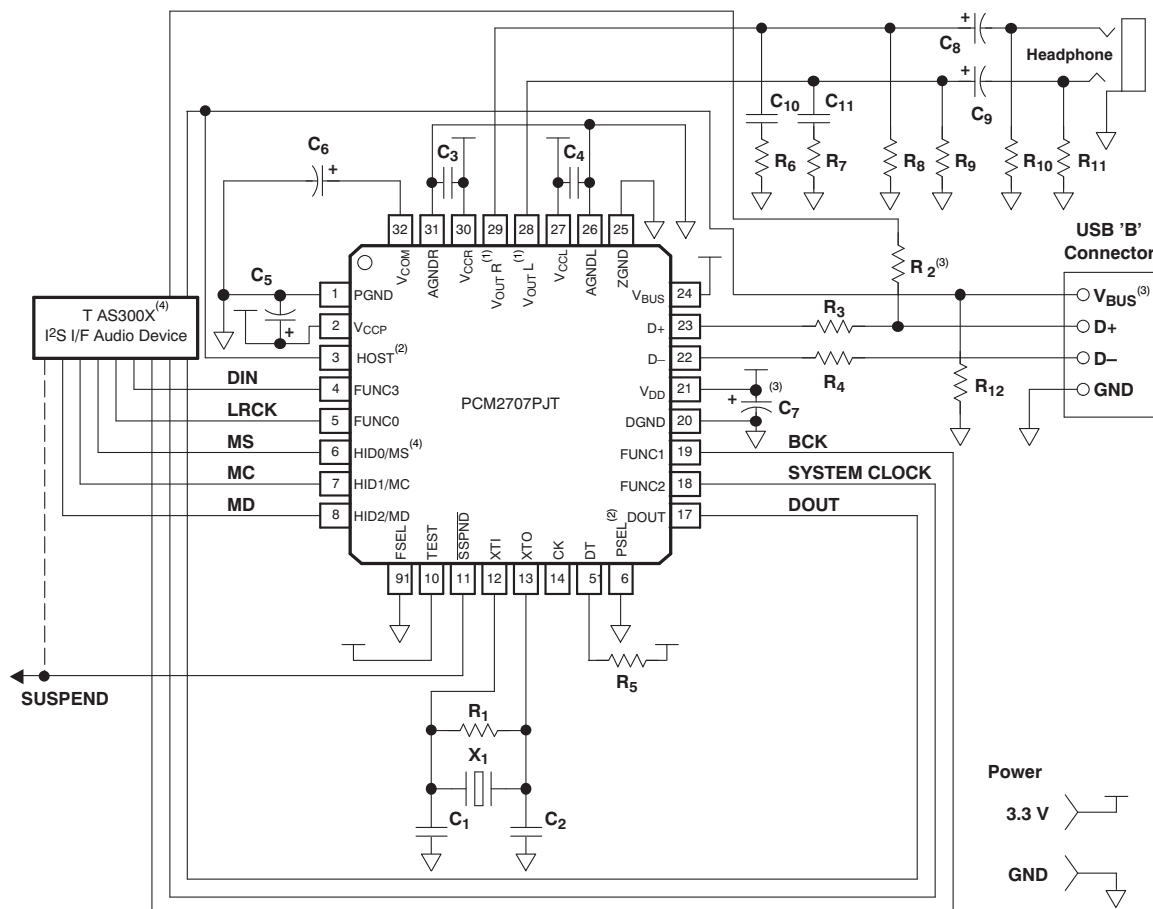 C8
Headphone
C10
C11
C9
C6
C3
C4
R6
R7
R8
R9
R10
R11
32
31
30
29
28
27
26
25
VCOM
AGNDR
VCCR
VOUT R(1)
VOUT L(1)
VCCL
AGNDL
ZGND
USB 'B'
Connector
R2(3)
C5
T AS300X(4)
I2S I/F Audio Device
1 PGND
2 VCCP
3 HOST(2)
DIN 4 FUNC3
LRCK 5 FUNC0
MS 6 HID0/MS(4)
MC 7 HID1/MC
MD 8 HID2/MD
PCM2707PJT
VBUS 24
D+ 23
D– 22
VDD 21
DGND 20
FUNC1 19 BCK
FUNC2 18 SYSTEM CLOCK
DOUT 17 DOUT
R3
R4
(3)
C7
R12
VBUS(3)
D+
D–
GND
FSEL
TEST
SSPND
XTI
XTO
CK
DT
PSEL(2)
91
10
11
12
13
14
51
6
R5
SUSPEND
R1
X1
C1
C2
Power
3.3 V
GND